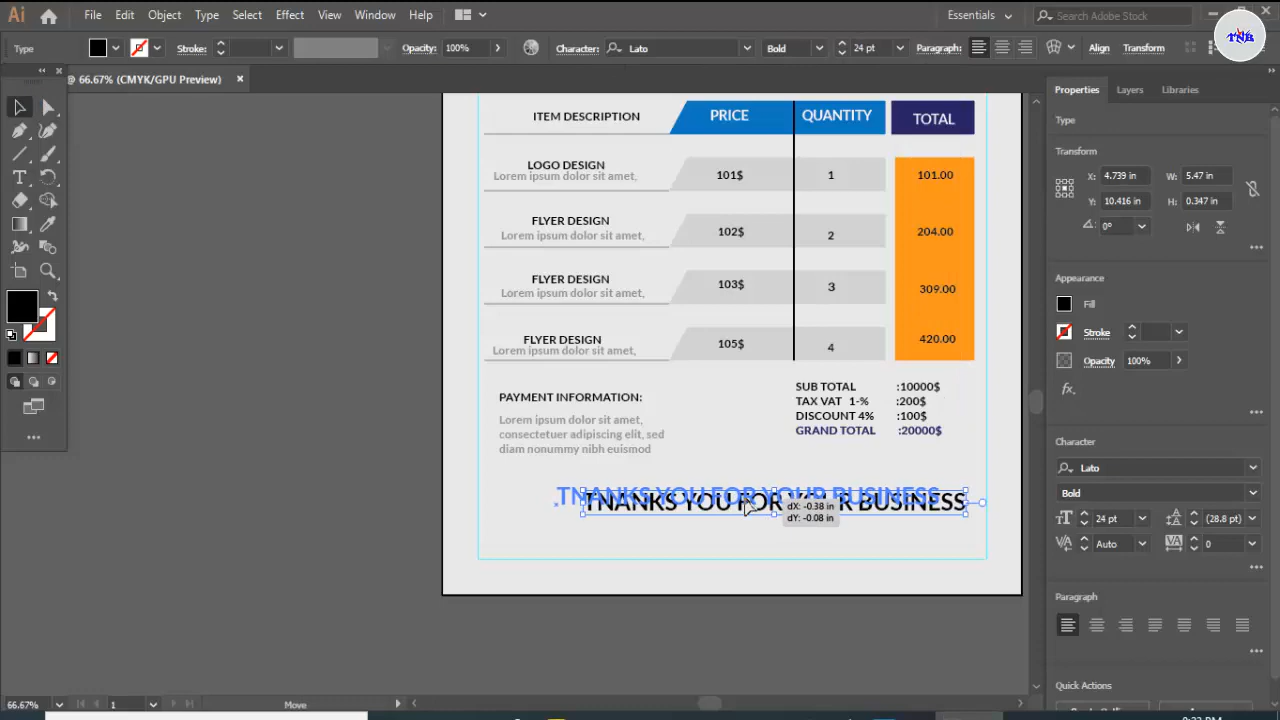 Ai File Edit Object Type Select Effect View Window Help Essentials Search Adobe Stock
TNB
Type Stroke: Opacity: 100% Character: Lato Bold 24 pt Paragraph: Align Transform
@ 66.67% (CMYK/GPU Preview)
Properties Layers Libraries
Type
Transform
X: 4.739 in W: 5.47 in
Y: 10.416 in H: 0.347 in
0°
Appearance
Fill
Stroke
Opacity 100%
fx.
Character
Lato
Bold
24 pt (28.8 pt)
Auto 0
Paragraph
Quick Actions
ITEM DESCRIPTION PRICE QUANTITY TOTAL
LOGO DESIGN
Lorem ipsum dolor sit amet, 101$ 1 101.00
FLYER DESIGN
Lorem ipsum dolor sit amet, 102$ 2 204.00
FLYER DESIGN
Lorem ipsum dolor sit amet, 103$ 3 309.00
FLYER DESIGN
Lorem ipsum dolor sit amet, 105$ 4 420.00
PAYMENT INFORMATION:
Lorem ipsum dolor sit amet,
consectetuer adipiscing elit, sed
diam nonummy nibh euismod
SUB TOTAL :10000$
TAX VAT 1-% :200$
DISCOUNT 4% :100$
GRAND TOTAL :20000$
TNANKS YOU FOR YOUR BUSINESS
TNANKS YOU FOR YOUR BUSINESS
dX: -0.38 in
dY: -0.08 in
66.67% 1 Move